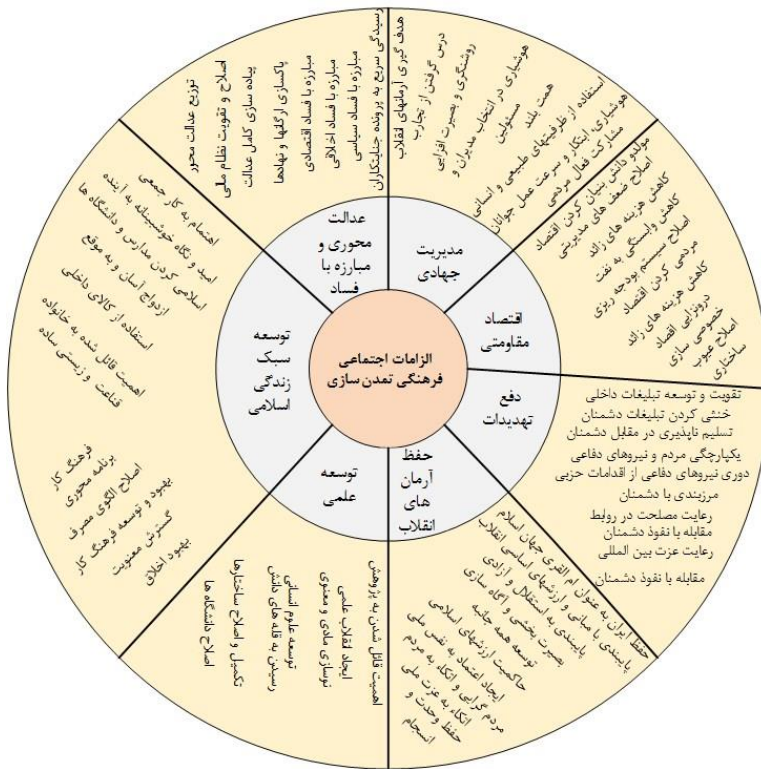 الزامات اجتماعی
فرهنگی تمدن سازی
عدالت
محوری و
مبارزه با
فساد
رسیدگی سریع به پرونده جنایتکاران
مبارزه با فساد سیاسی
مبارزه با فساد اخلاقی
مبارزه با فساد اقتصادی
پاکسازی ارگانها و نهادها
پیاده سازی کامل عدالت
اصلاح و تقویت نظام مالی
توزیع عدالت محور
مدیریت
جهادی
هدف گیری آرمانهای انقلاب
درس گرفتن از تجارب
روشنگری و بصیرت افزایی
هوشیاری در انتخاب مدیران و
مسئولین
همت بلند
استفاده از ظرفیتهای طبیعی و انسانی
هوشیاری، ابتکار و سرعت عمل جوانان
مشارکت فعال مردمی
اقتصاد
مقاومتی
مولدو دانش بنیان کردن اقتصاد
اصلاح ضعف های مدیریتی
کاهش هزینه های زائد
کاهش وابستگی به نفت
اصلاح سیستم بودجه ریزی
مردمی کردن اقتصاد
کاهش هزینه های زائد
درونزایی اقصاد
خصوصی سازی
اصلاح عیوب
ساختاری
دفع
تهدیدات
تقویت و توسعه تبلیغات داخلی
خنثی کردن تبلیغات دشمنان
تسلیم ناپذیری در مقابل دشمنان
یکپارچگی مردم و نیروهای دفاعی
دوری نیروهای دفاعی از اقدامات حزبی
مرزبندی با دشمنان
رعایت مصلحت در روابط
مقابله با نفوذ دشمنان
رعایت عزت بین المللی
مقابله با نفوذ دشمنان
حفظ
آرمان
های
انقلاب
حفظ ایران به عنوان ام القری جهان اسلام
پایبندی با مبانی و ارزشهای اساسی انقلاب
پایبندی به استقلال و آزادی
بصیرت بخشی و آگاه سازی
توسعه همه جانبه
حاکمیت ارزشهای اسلامی
ایجاد اعتماد به نفس ملی
مردم گرایی و اتکاء به مردم
اتکاء به عزت ملی
حفظ وحدت و
انسجام
توسعه
علمی
اهمیت قائل شدن به پژوهش
ایجاد انقلاب علمی
نوسازی مادی و معنوی
توسعه علوم انسانی
رسیدن به قله های دانش
تکمیل و اصلاح ساختارها
اصلاح دانشگاه ها
توسعه
سبک
زندگی
اسلامی
اهتمام به کار جمعی
امید و نگاه خوشبینانه به آینده
اسلامی کردن مدارس و دانشگاه ها
ازدواج آسان و به موقع
استفاده از کالای داخلی
اهمیت قائل شده به خانواده
قناعت و زیستی ساده
فرهنگ کار
برنامه محوری
اصلاح الگوی مصرف
بهبود و توسعه فرهنگ کار
گسترش معنویت
بهبود اخلاق